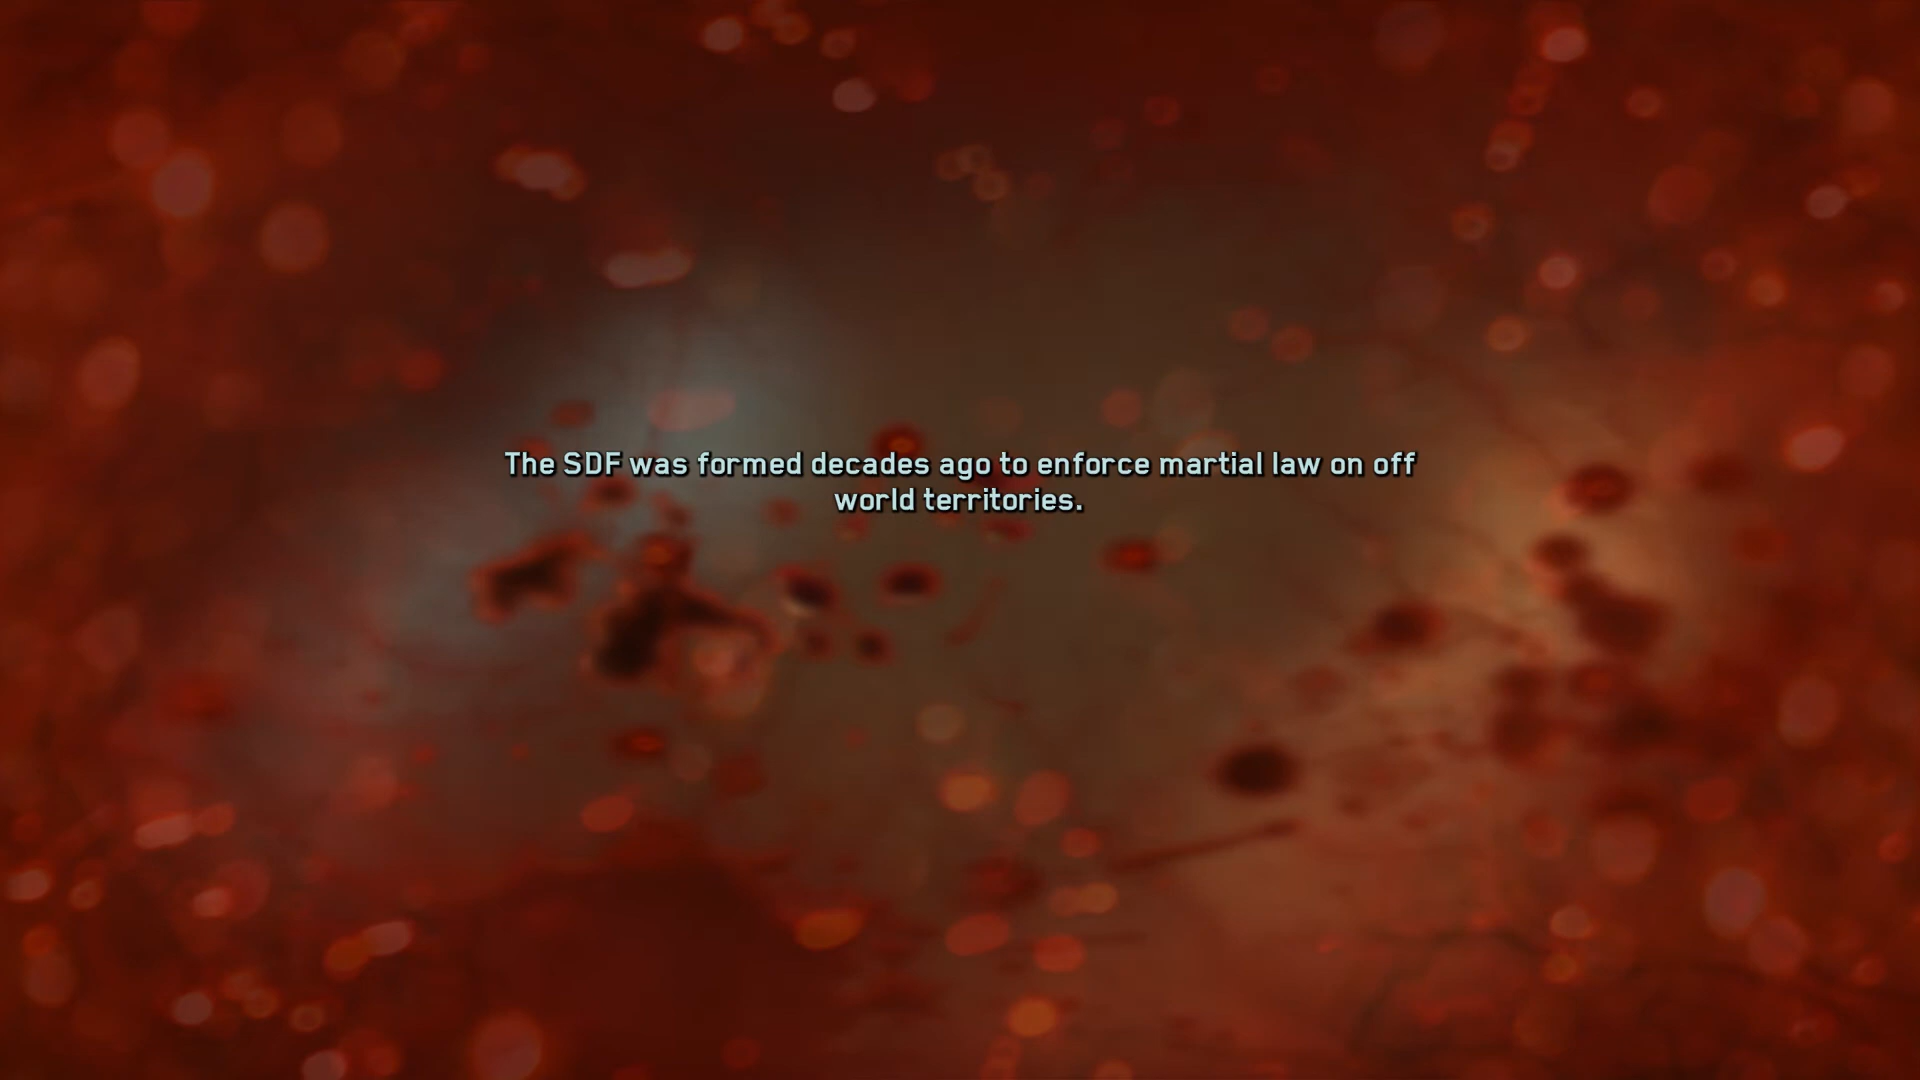 The SDF was formed decades ago to enforce martial law on off
world territories.